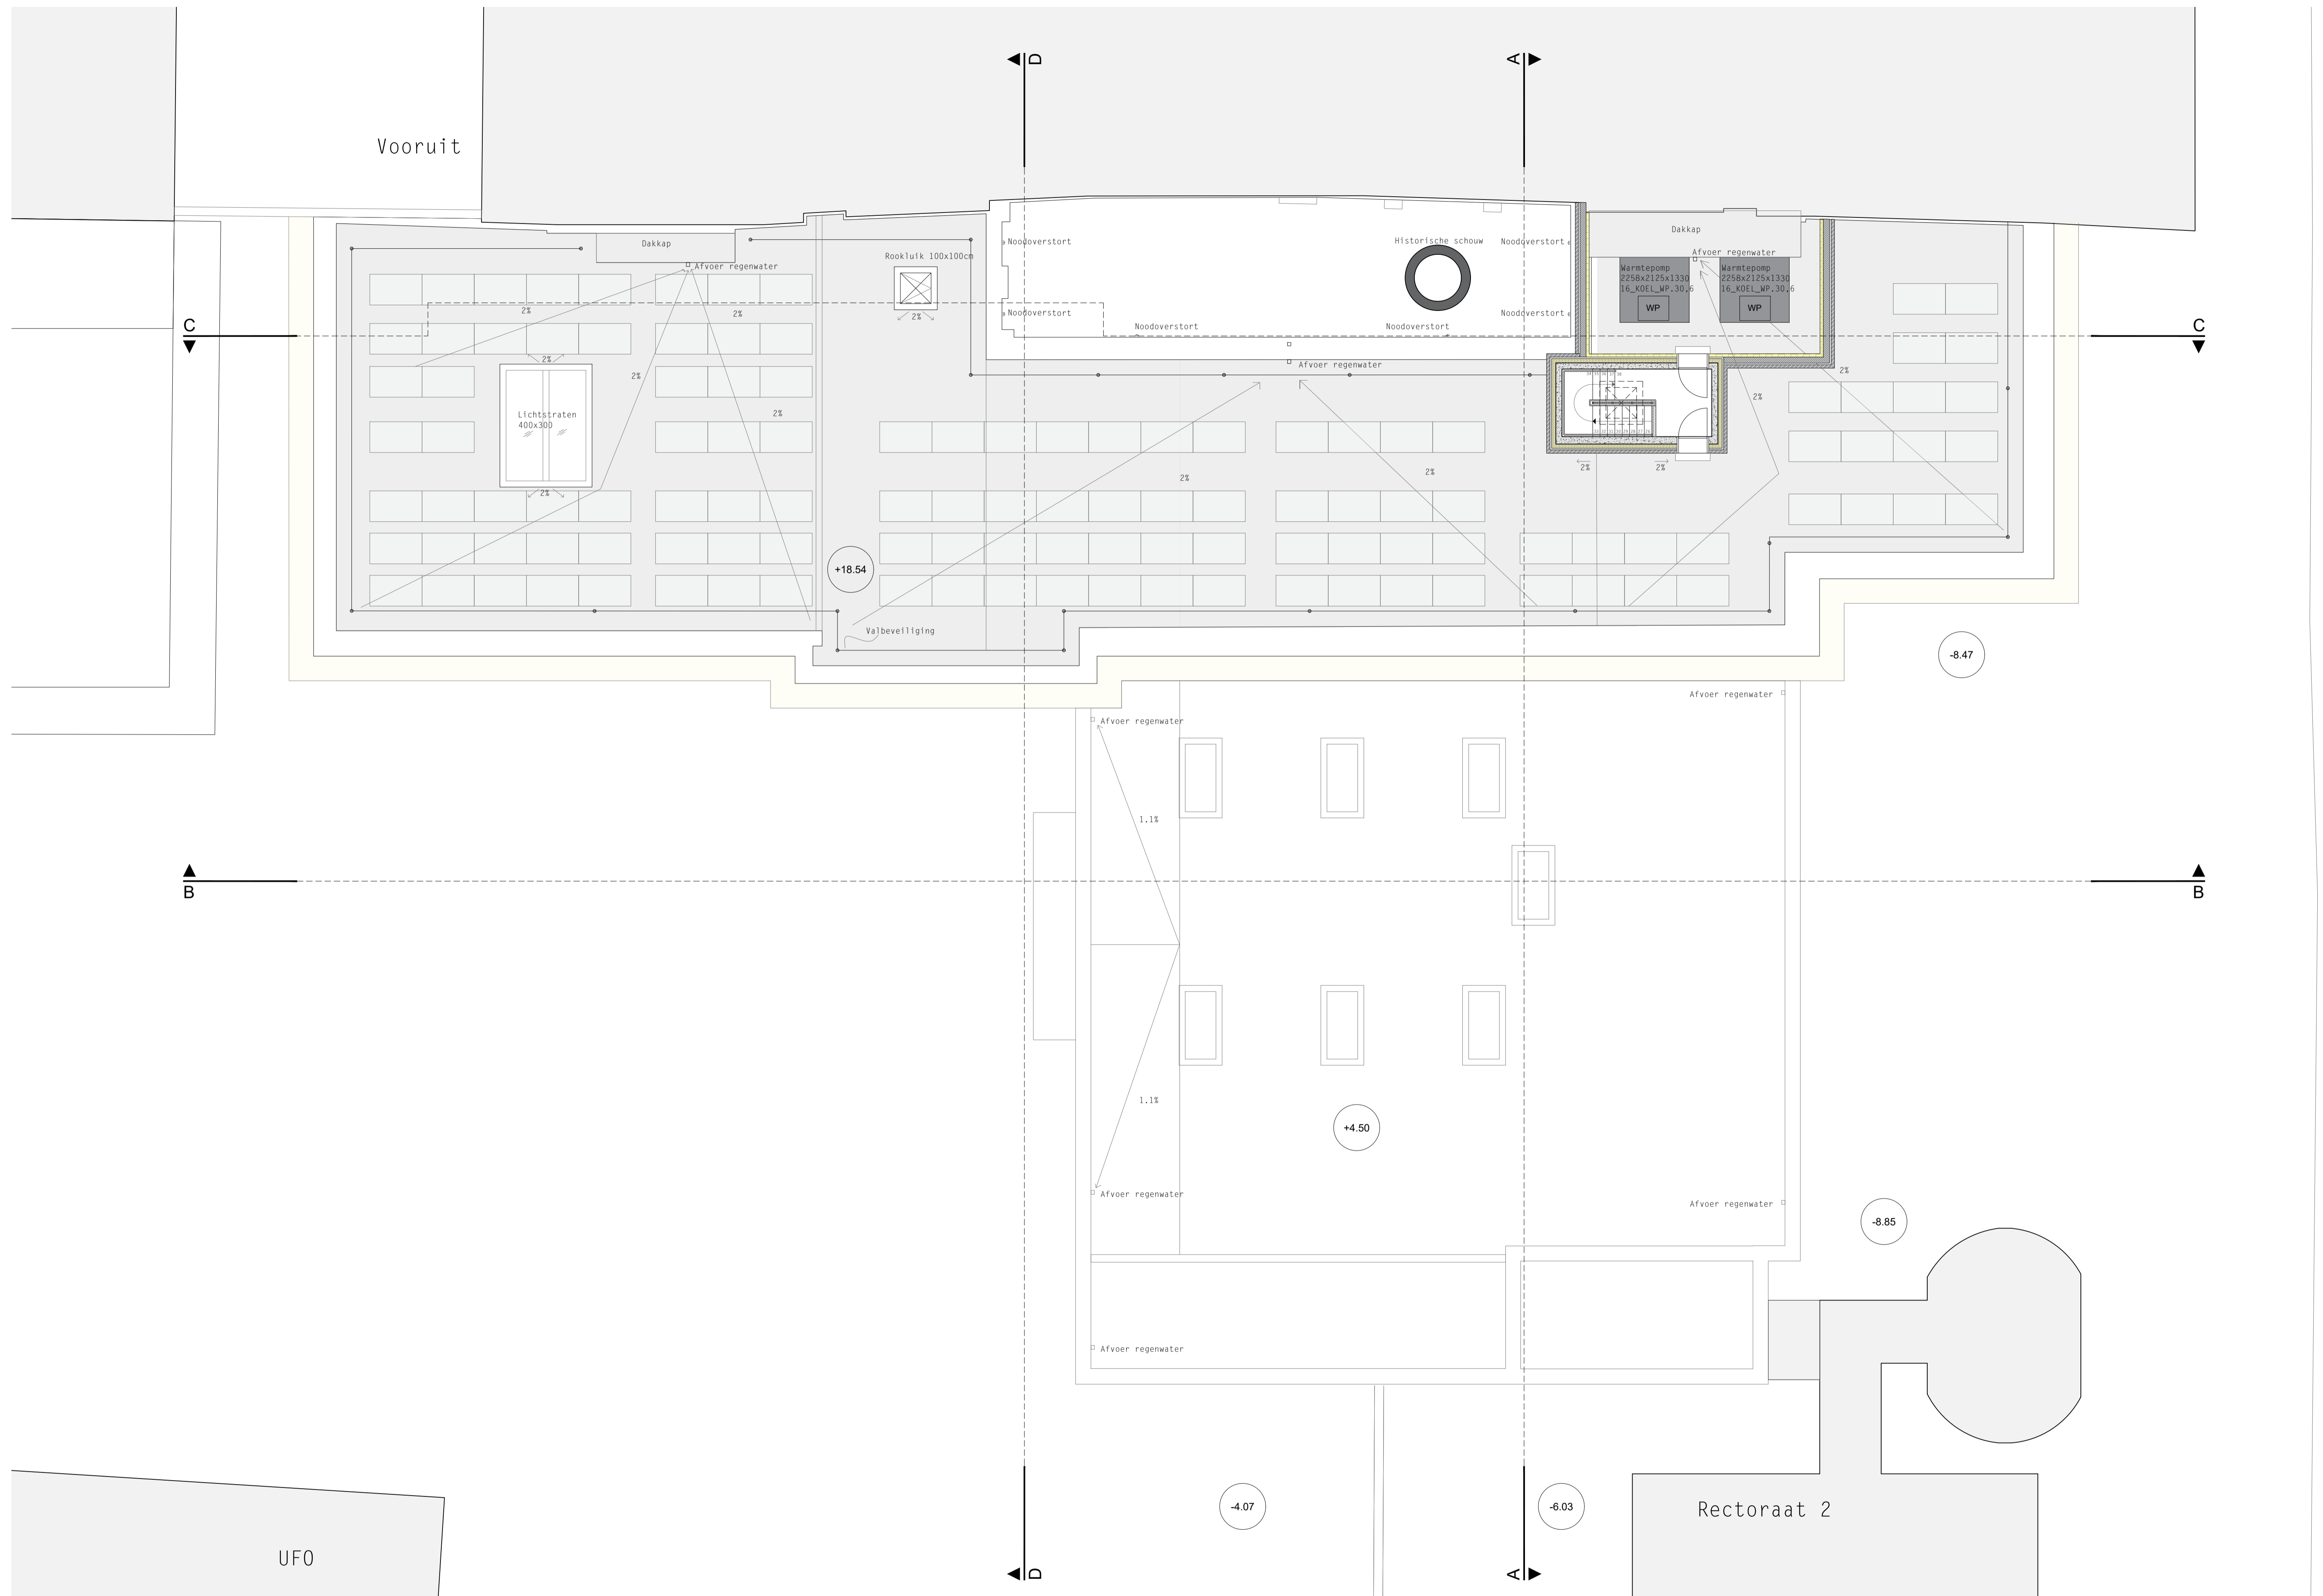 D
A
Vooruit
Dakkap
Dakkap
Noodoverstort
Historische schouw
Noodoverstort
Rookluik 100x100cm
Afvoer regenwater
Afvoer regenwater
Warmtepomp
2258x2125x1330
16_KOEL_WP.30.6
Warmtepomp
2258x2125x1330
16_KOEL_WP.30.6
WP
WP
2%
2%
2%
Noodoverstort
Noodoverstort
C
Noodoverstort
Noodoverstort
C
2%
Afvoer regenwater
2%
2%
2%
2%
Lichtstraten
400x300
2%
2%
2%
2%
2%
2%
+18.54
Valbeveiliging
-8.47
Afvoer regenwater
Afvoer regenwater
1.1%
B
B
1.1%
+4.50
Afvoer regenwater
Afvoer regenwater
-8.85
Afvoer regenwater
-4.07
-6.03
Rectoraat 2
UFO
D
A